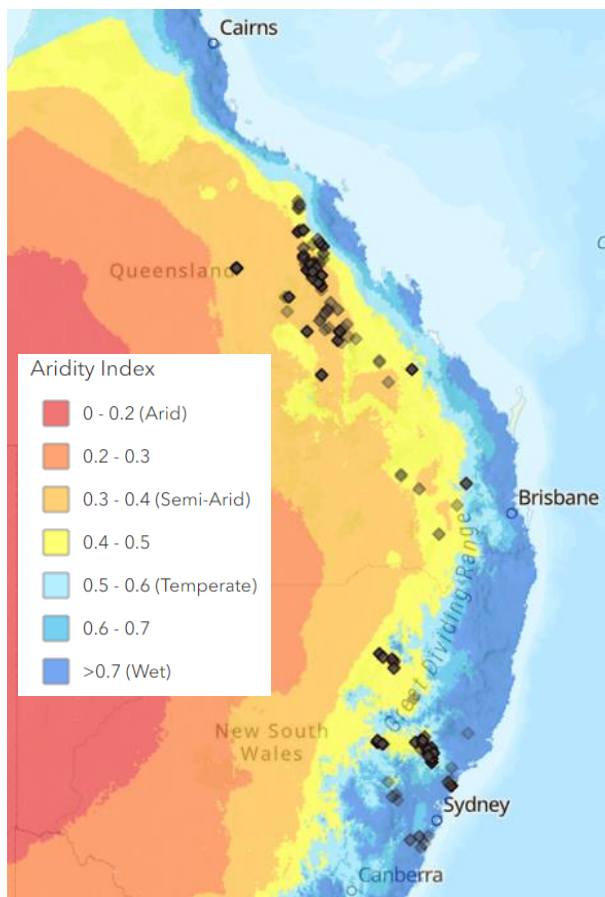 Cairns
C
Queensland
Aridity Index
0 - 0.2 (Arid)
0.2 - 0.3
0.3 - 0.4 (Semi-Arid)
0.4 - 0.5
0.5 - 0.6 (Temperate)
0.6 - 0.7
>0.7 (Wet)
Brisbane
Great Dividing Range
New South
Wales
Sydney
Canberra